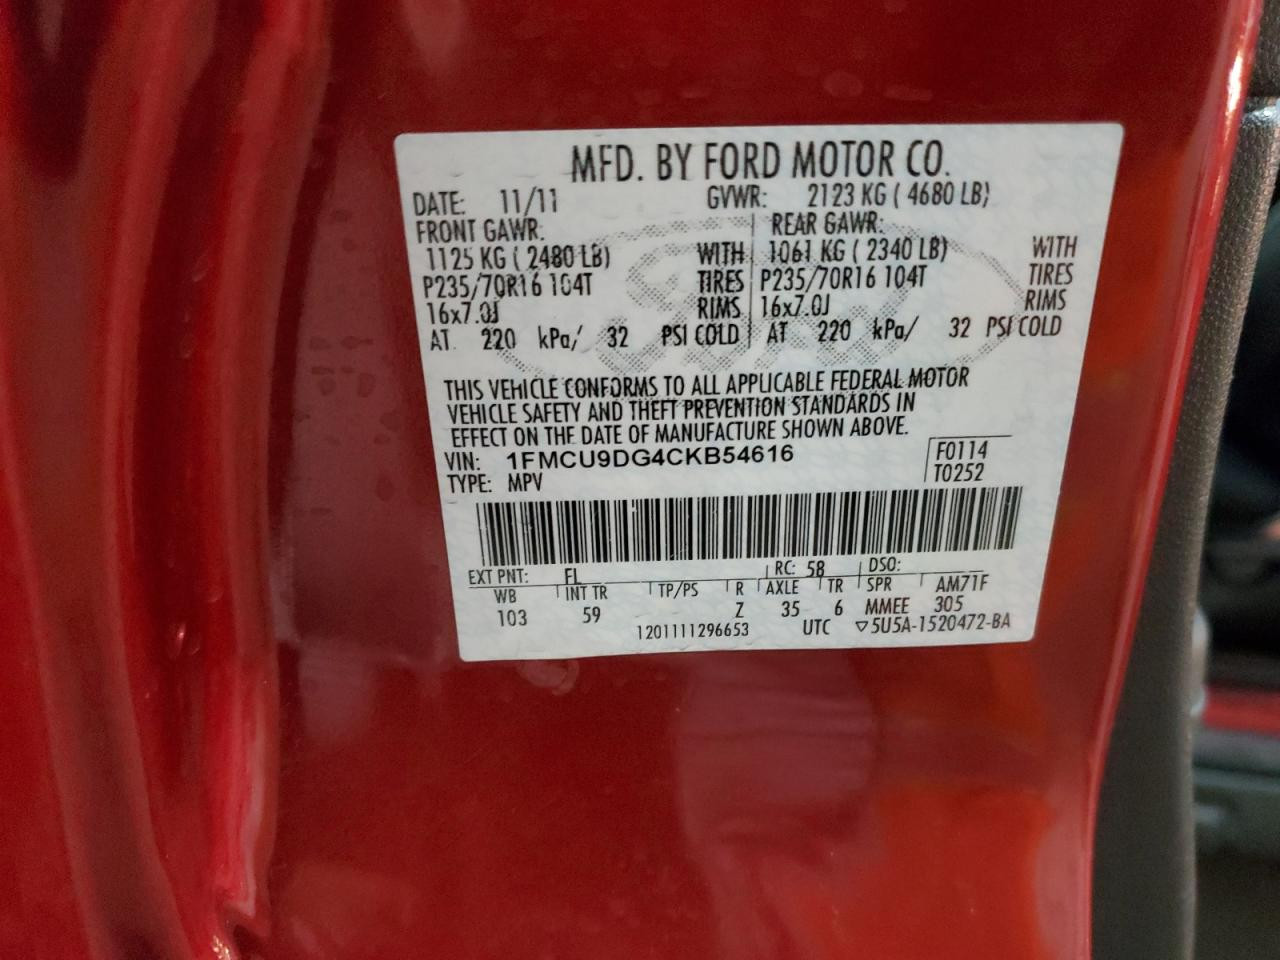 MFD. BY FORD MOTOR CO.
DATE: 11/11 GVWR: 2123 KG ( 4680 LB)
FRONT GAWR: REAR GAWR:
1125 KG ( 2480 LB) WITH 1061 KG ( 2340 LB) WITH
P235/70R16 104T TIRES P235/70R16 104T TIRES
16x7.0J RIMS 16x7.0J RIMS
AT 220 kPa/ 32 PSI COLD AT 220 kPa/ 32 PSI COLD
THIS VEHICLE CONFORMS TO ALL APPLICABLE FEDERAL MOTOR
VEHICLE SAFETY AND THEFT PREVENTION STANDARDS IN
EFFECT ON THE DATE OF MANUFACTURE SHOWN ABOVE.
VIN: 1FMCU9DG4CKB54616 F0114
TYPE: MPV T0252
EXT PNT: FL RC: 58 DSO:
WB INT TR TP/PS R AXLE TR SPR AM71F
103 59 Z 35 6 MMEE 305
1201111296653 UTC ▽5U5A-1520472-BA